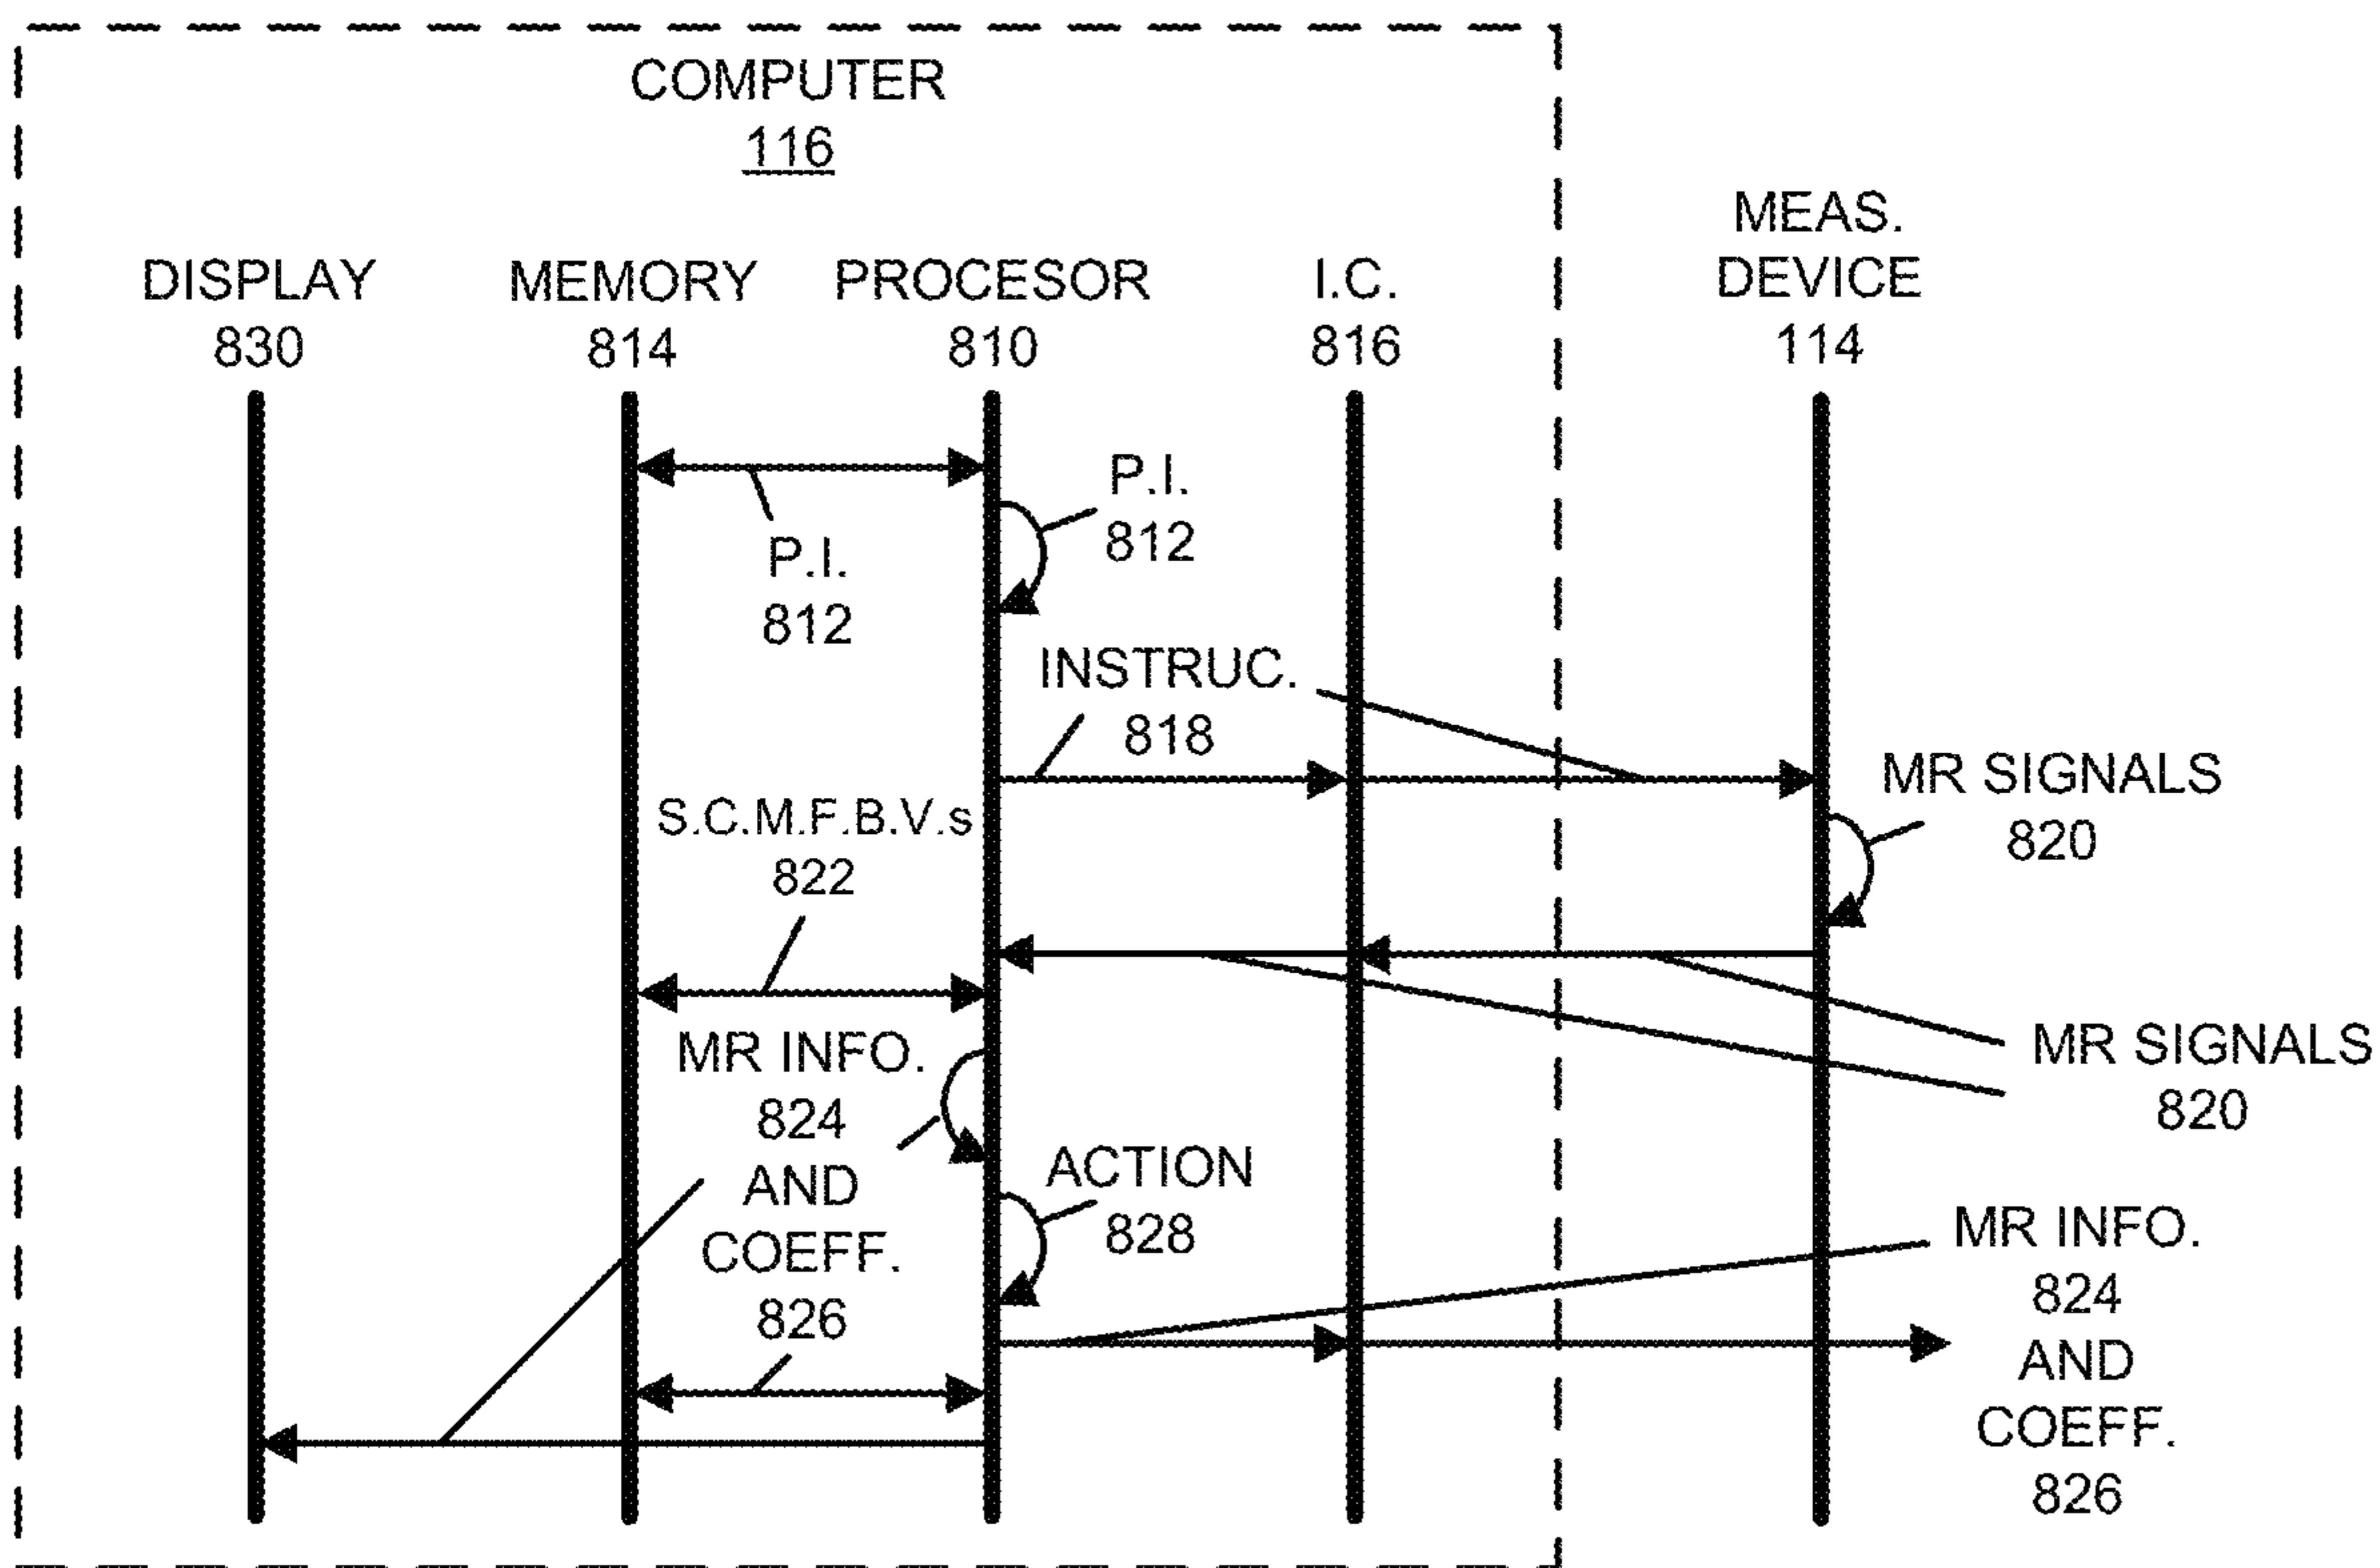 COMPUTER
116
MEAS.
DEVICE
114
DISPLAY
830
MEMORY
814
PROCESOR
810
I.C.
816
P.I.
812
P.I.
812
INSTRUC.
818
MR SIGNALS
820
S.C.M.F.B.V.s
822
MR SIGNALS
820
MR INFO.
824
AND
COEFF.
826
ACTION
828
MR INFO.
824
AND
COEFF.
826